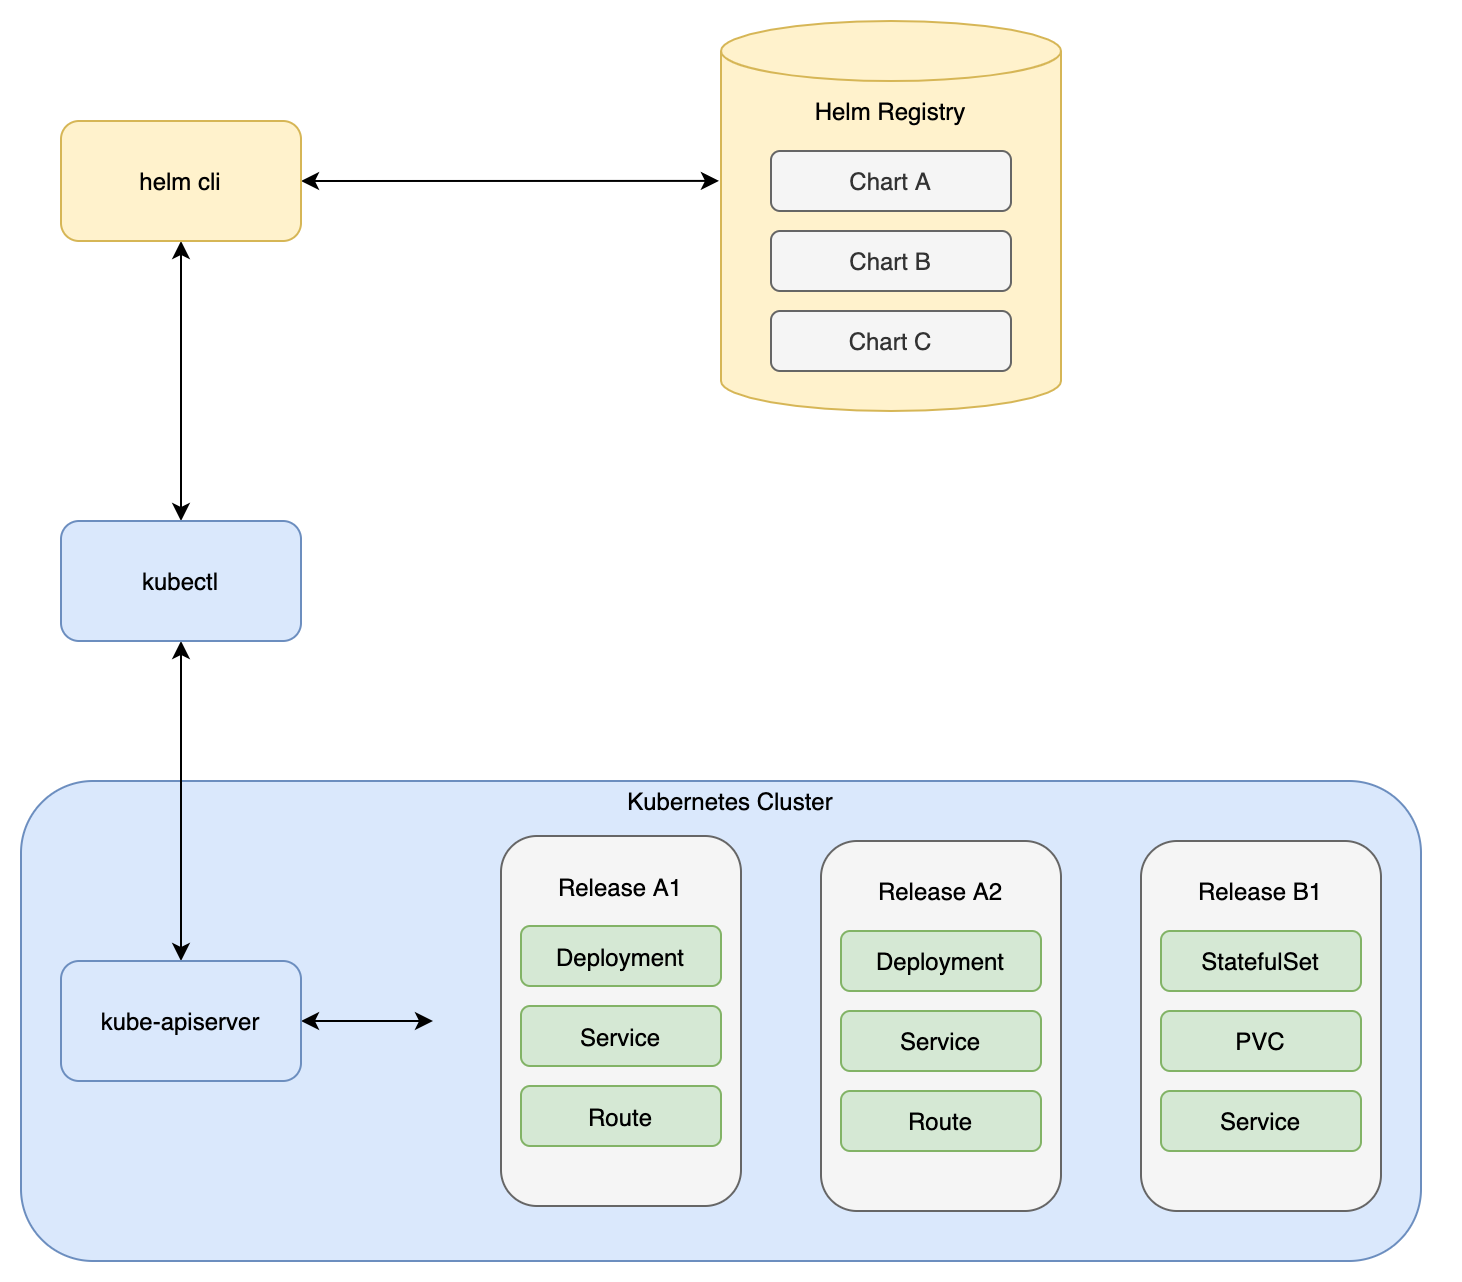 Helm Registry
helm cli
Chart A
Chart B
Chart C
kubectl
Kubernetes Cluster
kube-apiserver
Release A1
Deployment
Service
Route
Release A2
Deployment
Service
Route
Release B1
StatefulSet
PVC
Service